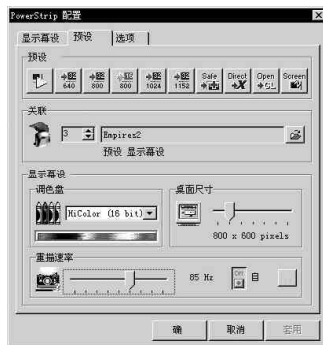 PowerStrip 配置
显示幕设 预设 选项
预设
640 800 800 1024 1152 Safe Direct Open Screen
关联
3 Empires2
预设 显示幕设
显示幕设
调色盘 桌面尺寸
HiColor (16 bit)
800 x 600 pixels
重描速率
85 Hz 自
确 取消 套用